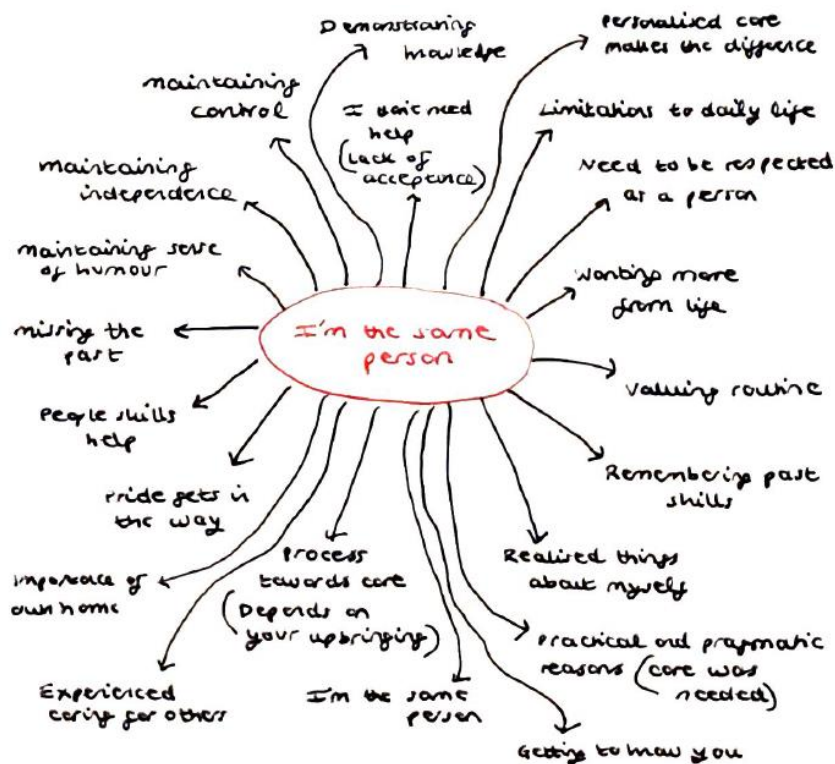 Demonstrating
knowledge
Personalised care
makes the difference
Maintaining
control
I don't need
help
(Lack of
acceptance)
Limitations to daily life
Maintaining
independence
Need to be respected
as a person
Maintaining sense
of humour
Wanting more
from life
Missing the
past
I'm the same
person
Valuing routine
People skills
help
Remembering past
skills
Pride gets in
the way
Process
towards care
(Depends on
your upbringing)
Realised things
about myself
Importance of
own home
Practical and pragmatic
reasons (care was
needed)
Experienced
caring for others
I'm the same
person
Getting to know you